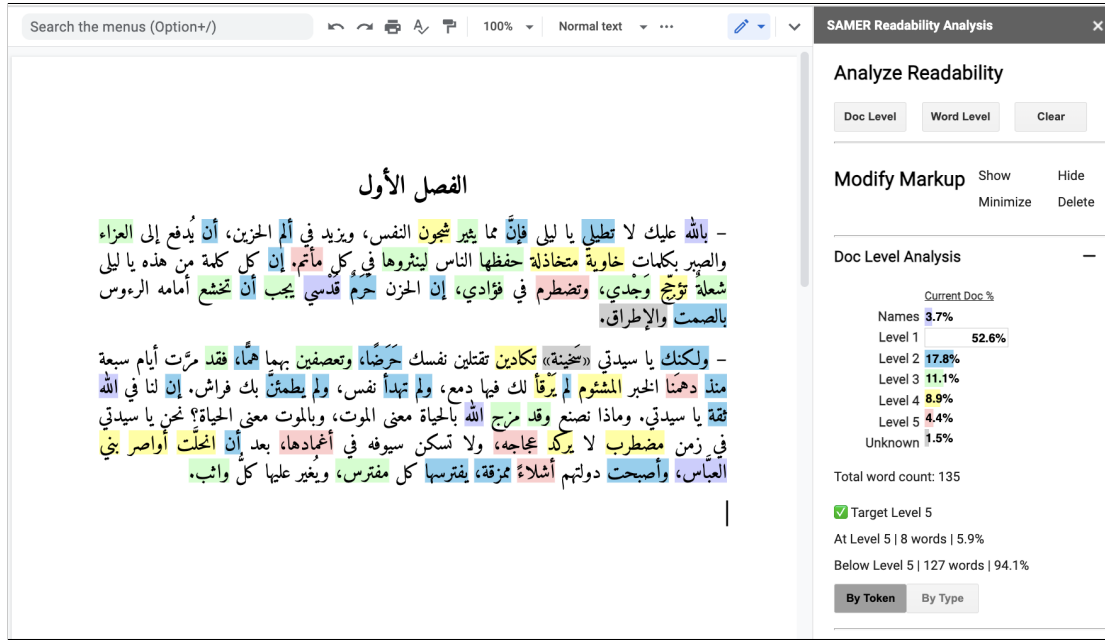 Search the menus (Option+/)
100%
Normal text
SAMER Readability Analysis
الفصل الأول
– بالله عليك لا تطيلي يا ليلى فإنَّ مما يثير شجون النفس، ويزيد في ألم الحزين، أن يُدفع إلى العزاء
والصبر بكلمات خاوية متخاذلة حفظها الناس لينثروها في كل مأتم. إن كل كلمة من هذه يا ليلى
شعلةٌ تؤجّج وَجْدي، وتضطرم في فؤادي، إن الحزن حَرَمٌ قُدْسي يجب أن تخشع أمامه الرءوس
بالصمت والإطراق.
– ولكنك يا سيدتي «سَخينة» تكادين تقتلين نفسك حَرَضًا، وتعصفين بهما همًّا، فقد مرَّت أيام سبعة
منذ دهمَنا الخبر المشئوم لم يَرْقأ لك فيها دمع، ولم تهدأ نفس، ولم يطمئنَّ بك فراش. إن لنا في الله
ثقة يا سيدتي. وماذا نصنع وقد مزج الله بالحياة معنى الموت، وبالموت معنى الحياة؟ نحن يا سيدتي
في زمن مضطرب لا يركد عجاجه، ولا تسكن سيوفه في أغمادها، بعد أن انحلَّت أواصر بني
العبَّاس، وأصبحت دولتهم أشلاءً ممزقة، يفترسها كل مفترس، ويُغير عليها كلُّ واثب.
Analyze Readability
Doc Level
Word Level
Clear
Modify Markup
Show
Hide
Minimize
Delete
Doc Level Analysis
Current Doc %
Names 3.7%
Level 1 52.6%
Level 2 17.8%
Level 3 11.1%
Level 4 8.9%
Level 5 4.4%
Unknown 1.5%
Total word count: 135
✅ Target Level 5
At Level 5 | 8 words | 5.9%
Below Level 5 | 127 words | 94.1%
By Token
By Type